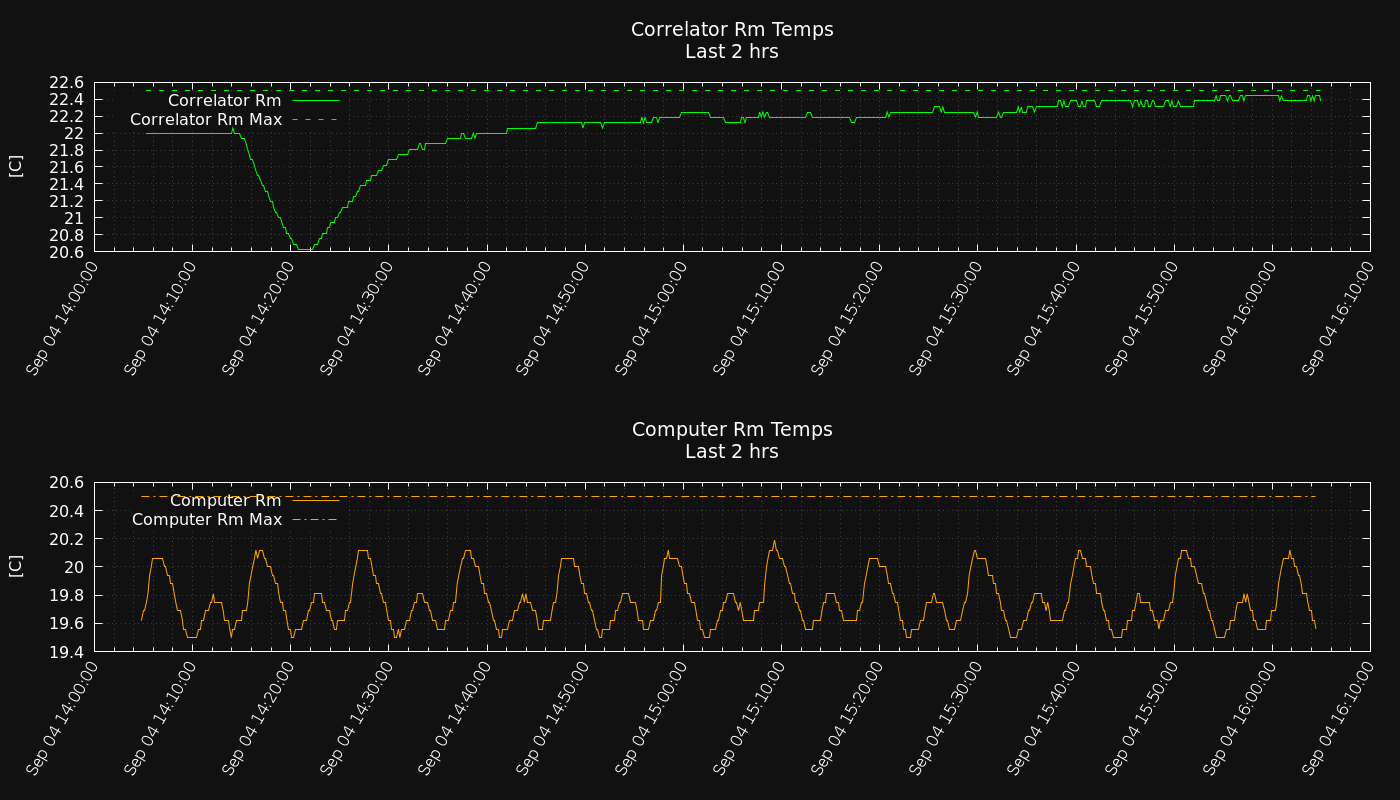 Correlator Rm Temps
Last 2 hrs
22.6
22.4
22.2
22
21.8
21.6
21.4
21.2
21
20.8
20.6
[C]
Correlator Rm
Correlator Rm Max
Sep 04 14:00:00
Sep 04 14:10:00
Sep 04 14:20:00
Sep 04 14:30:00
Sep 04 14:40:00
Sep 04 14:50:00
Sep 04 15:00:00
Sep 04 15:10:00
Sep 04 15:20:00
Sep 04 15:30:00
Sep 04 15:40:00
Sep 04 15:50:00
Sep 04 16:00:00
Sep 04 16:10:00
Computer Rm Temps
Last 2 hrs
20.6
20.4
20.2
20
19.8
19.6
19.4
[C]
Computer Rm
Computer Rm Max
Sep 04 14:00:00
Sep 04 14:10:00
Sep 04 14:20:00
Sep 04 14:30:00
Sep 04 14:40:00
Sep 04 14:50:00
Sep 04 15:00:00
Sep 04 15:10:00
Sep 04 15:20:00
Sep 04 15:30:00
Sep 04 15:40:00
Sep 04 15:50:00
Sep 04 16:00:00
Sep 04 16:10:00